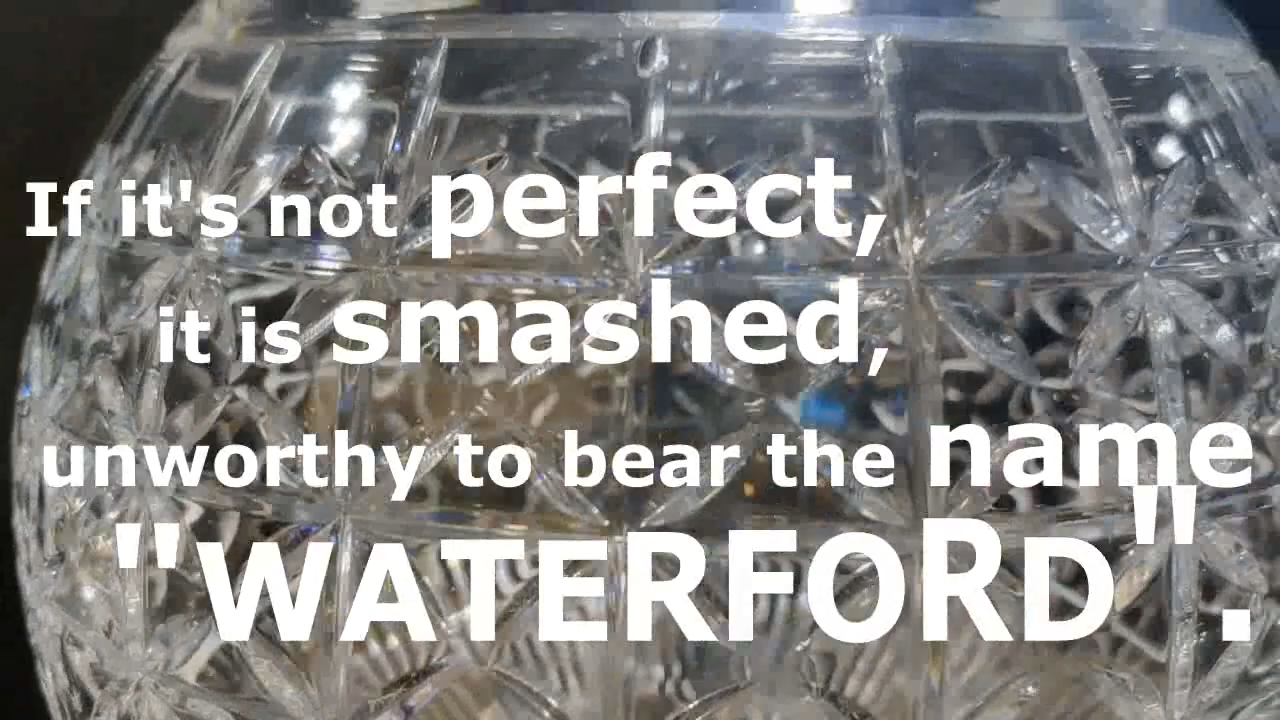 If it's not perfect,
it is smashed,
unworthy to bear the name
"WATERFORD".